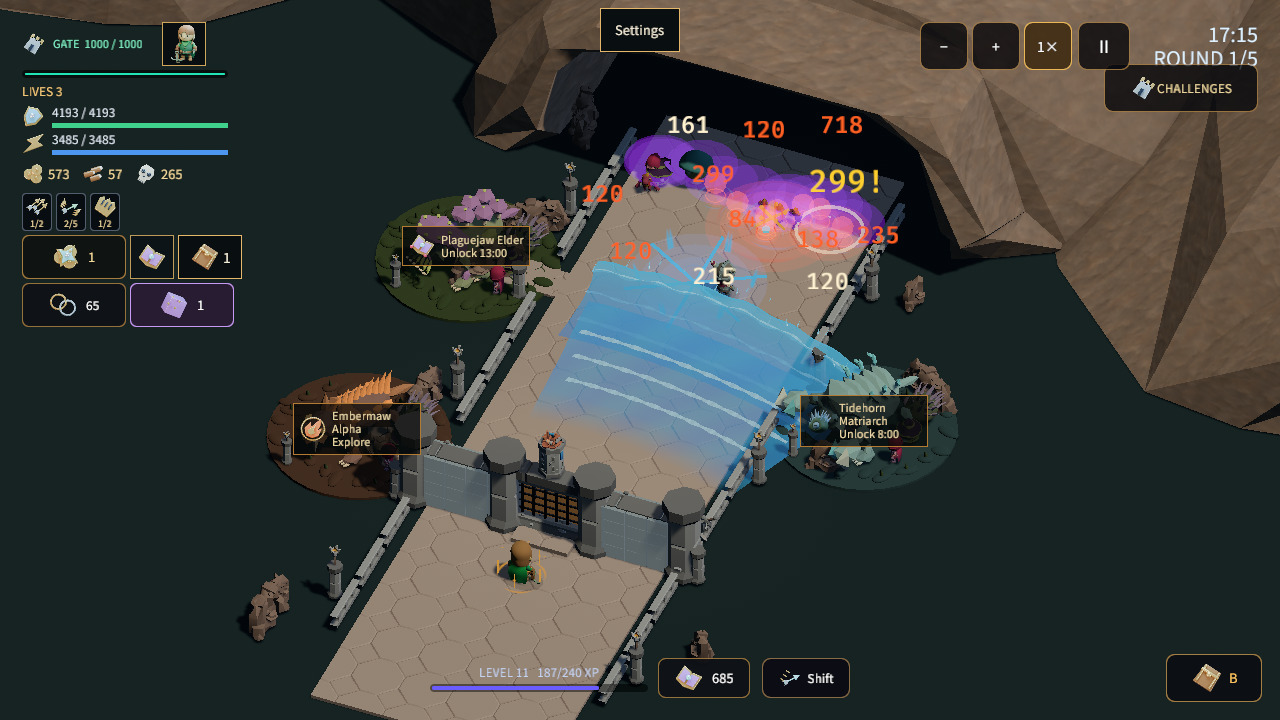 Settings
GATE 1000 / 1000
− + 1× II
17:15
ROUND 1/5
CHALLENGES
LIVES 3
4193 / 4193
3485 / 3485
573 57 265
1/2 2/5 1/2
1 1
65 1
161 120 718
299 299!
120
84 138 235
120 215 120
Plaguejaw Elder
Unlock 13:00
Embermaw
Alpha
Explore
Tidehorn
Matriarch
Unlock 8:00
LEVEL 11 187/240 XP
685 Shift
B